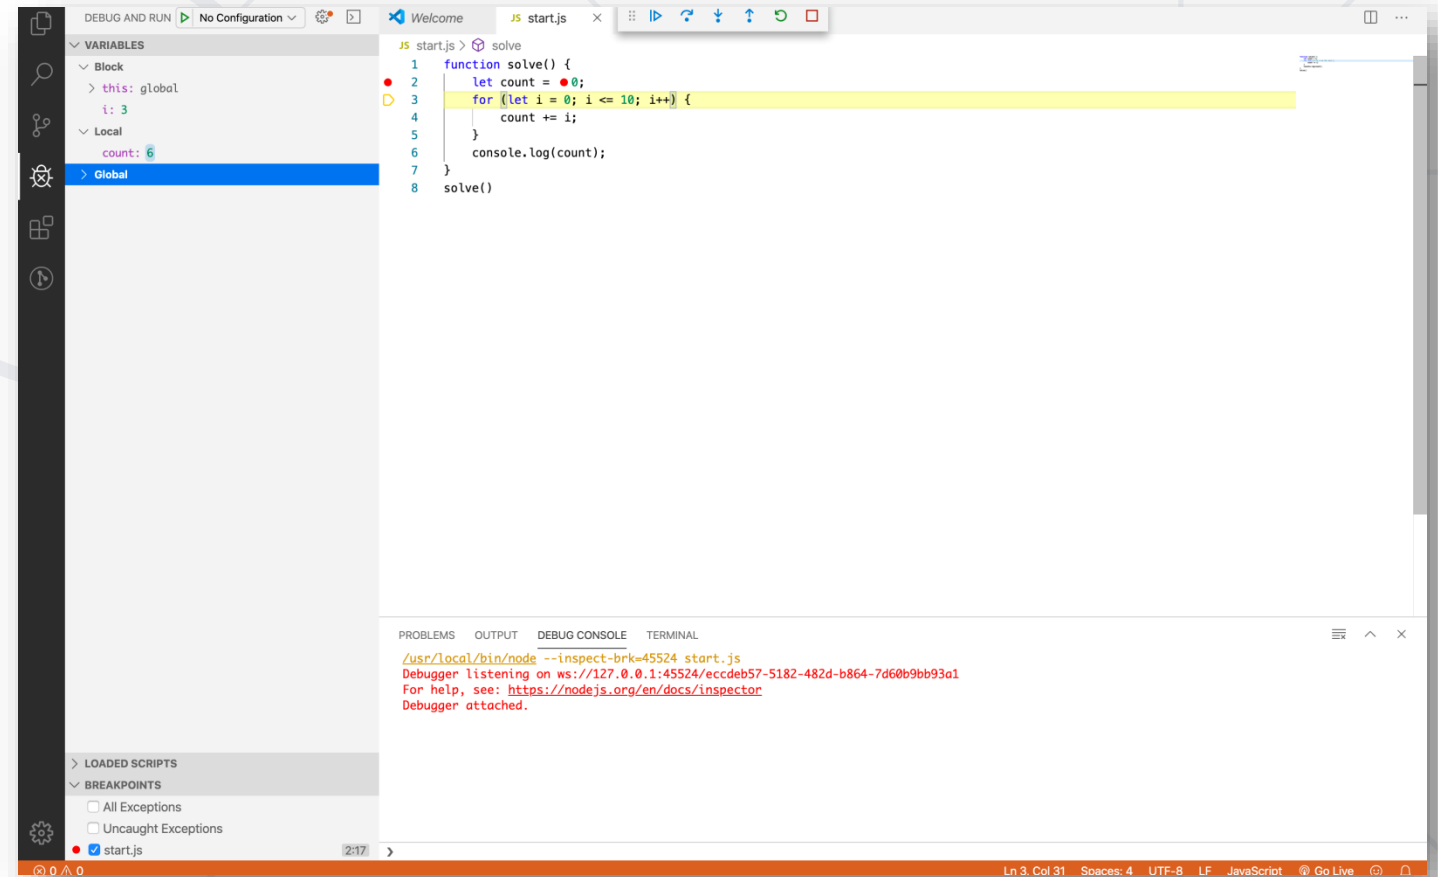 DEBUG AND RUN No Configuration
Welcome
JS start.js
VARIABLES
Block
this: global
i: 3
Local
count: 6
Global
JS start.js > solve
1 function solve() {
2 let count = 0;
3 for (let i = 0; i <= 10; i++) {
4 count += i;
5 }
6 console.log(count);
7 }
8 solve()
PROBLEMS OUTPUT DEBUG CONSOLE TERMINAL
/usr/local/bin/node --inspect-brk=45524 start.js
Debugger listening on ws://127.0.0.1:45524/eccdeb57-5182-482d-b864-7d60b9bb93a1
For help, see: https://nodejs.org/en/docs/inspector
Debugger attached.
LOADED SCRIPTS
BREAKPOINTS
All Exceptions
Uncaught Exceptions
start.js 2:17
0 0 Ln 3, Col 31 Spaces: 4 UTF-8 LF JavaScript Go Live